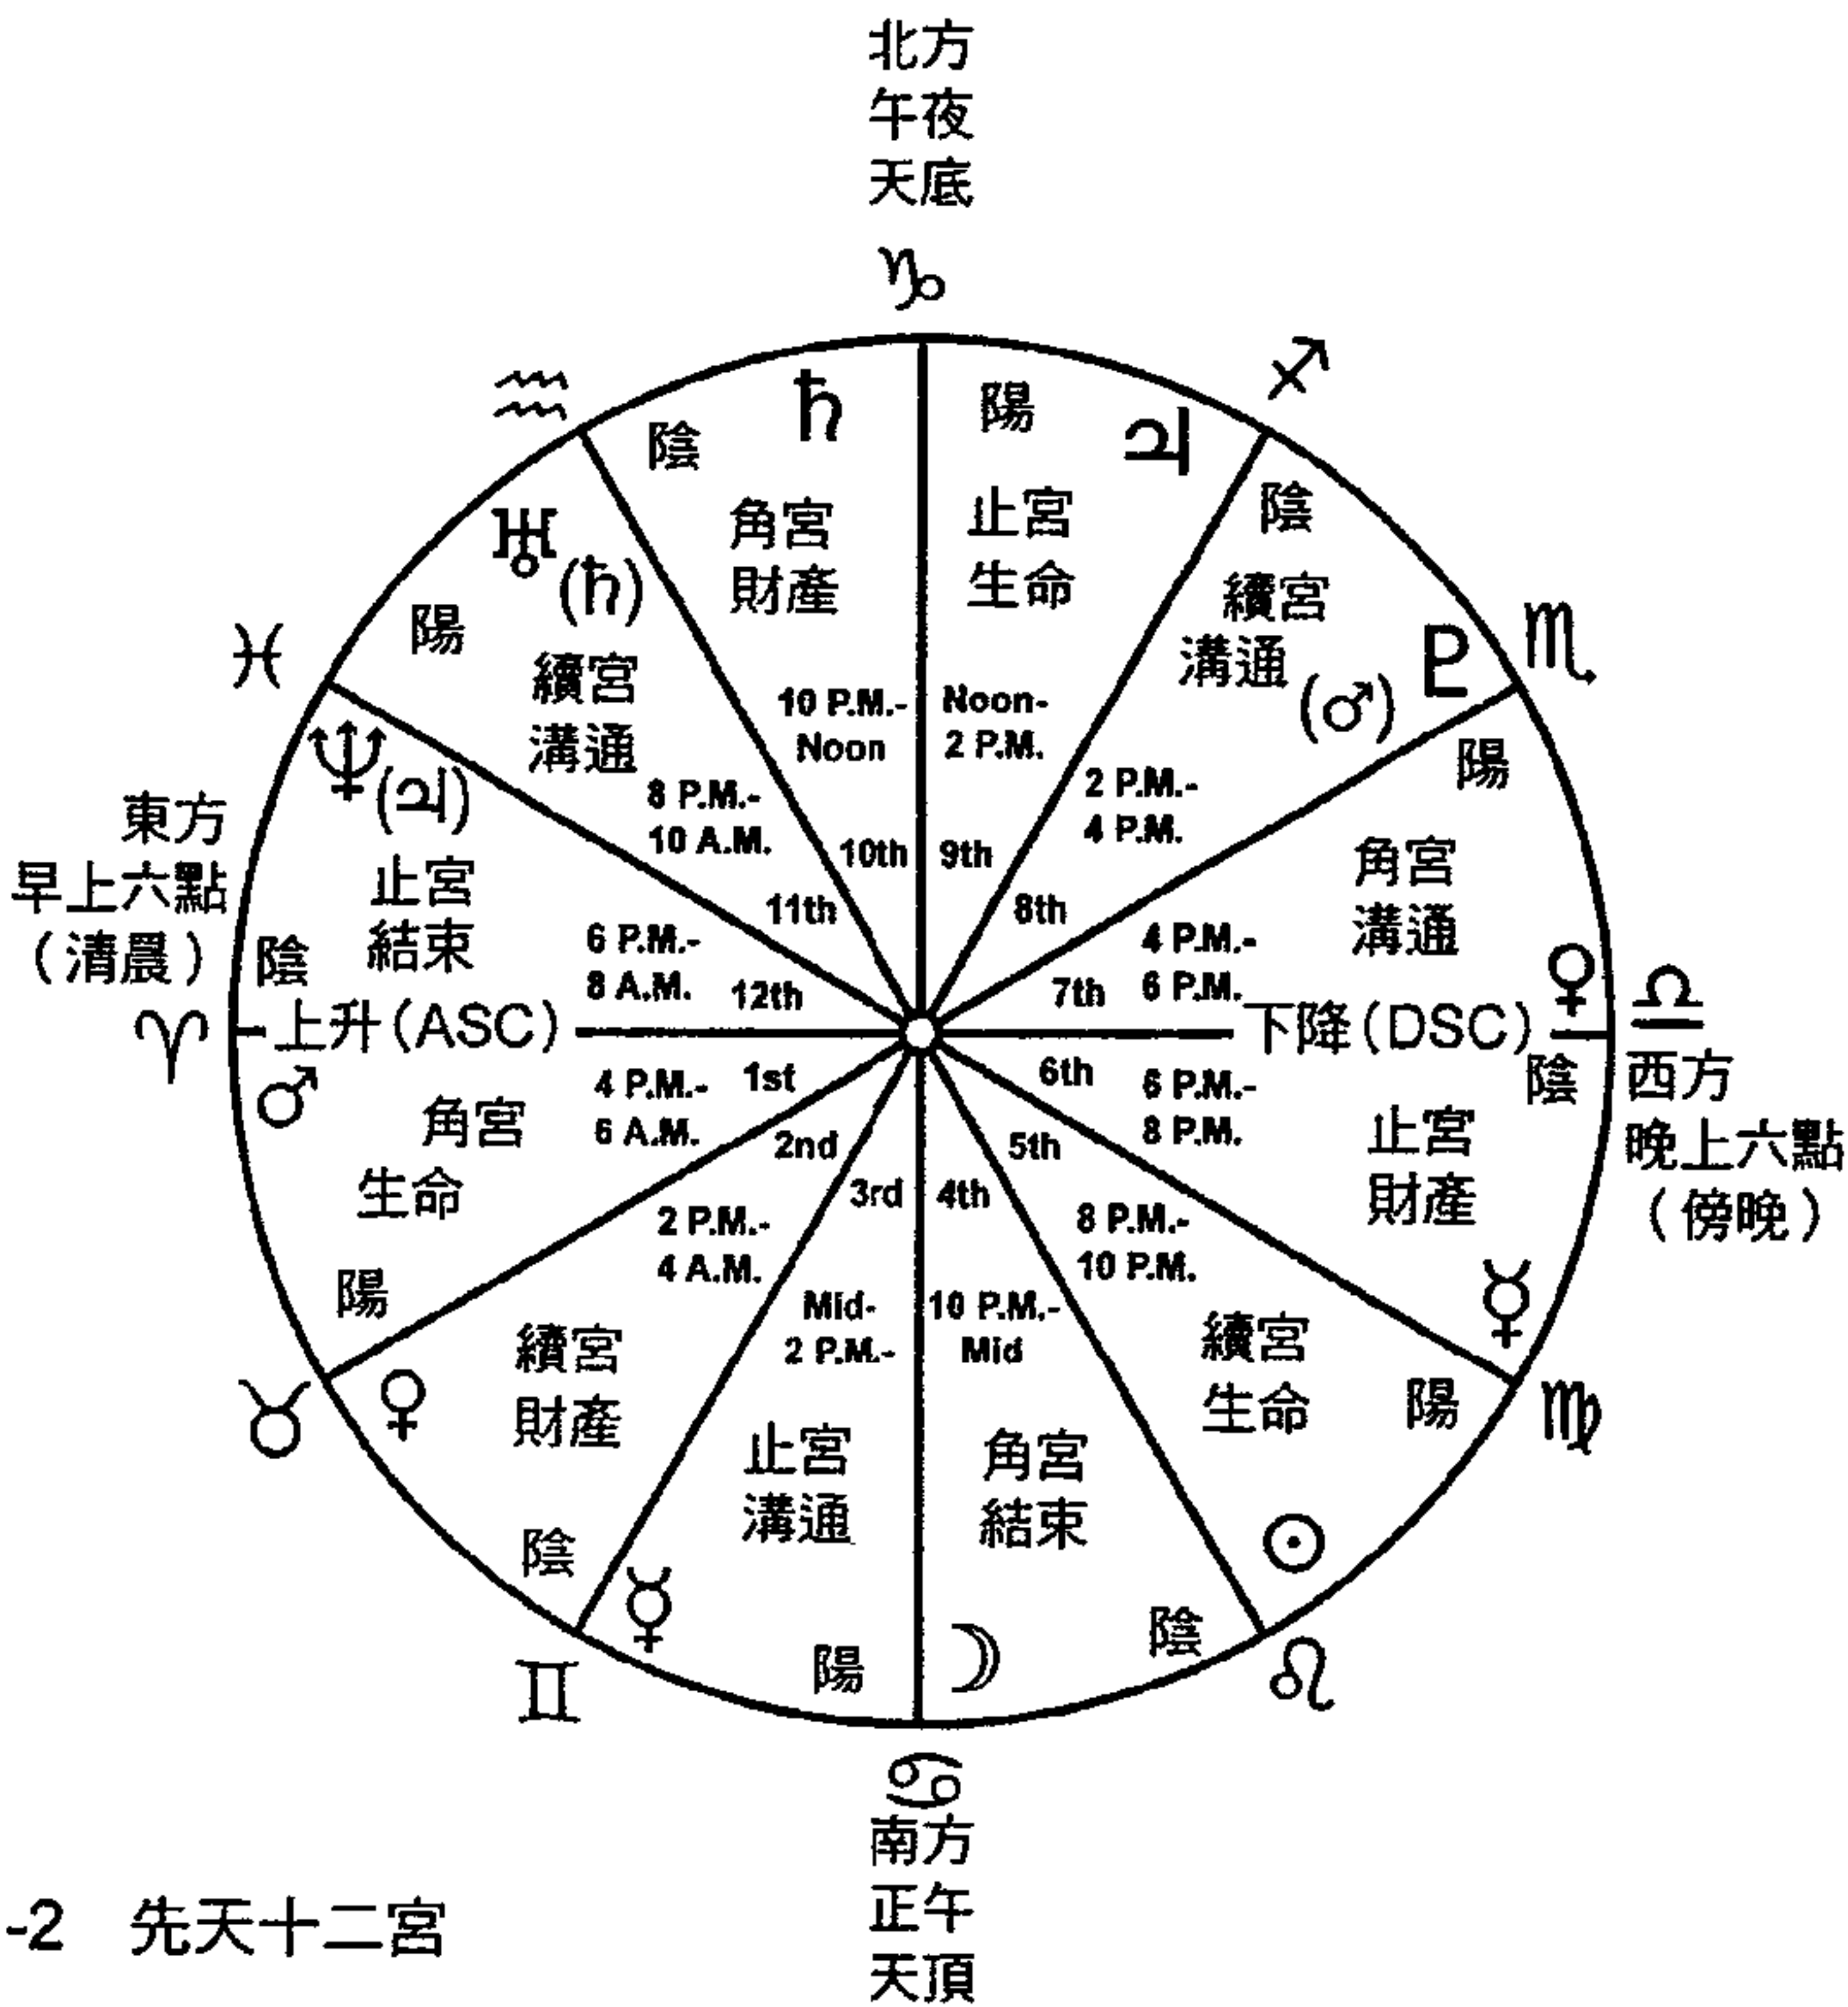 北方
午夜
天底
♑
♐
♒
陰 ♄
陽 ♃
角宮
財產
10 P.M.-
Noon
10th
止宮
生命
Noon-
2 P.M.
9th
陰
續宮
溝通
(♂) ♇
2 P.M.-
4 P.M.
8th
♏
♅ (♄)
陽
續宮
溝通
8 P.M.-
10 A.M.
11th
♓
♆ (♃)
止宮
結束
陰
6 P.M.-
8 A.M.
12th
陽
角宮
溝通
♀
4 P.M.-
6 P.M.
7th
東方
早上六點
(清晨)
♈
上升(ASC)
下降(DSC)
♎
西方
晚上六點
(傍晚)
♂
角宮
生命
陽
4 P.M.-
6 A.M.
1st
陰
止宮
財產
☿
6 P.M.-
8 P.M.
6th
♉
♀
續宮
財產
陰
2 P.M.-
4 A.M.
2nd
續宮
生命
陽
☉
8 P.M.-
10 P.M.
5th
♍
3rd
Mid-
2 P.M.-
止宮
溝通
☿
陽
4th
10 P.M.-
Mid
角宮
結束
☽
陰
♊
♌
♋
南方
正午
天頂
-2 先天十二宮